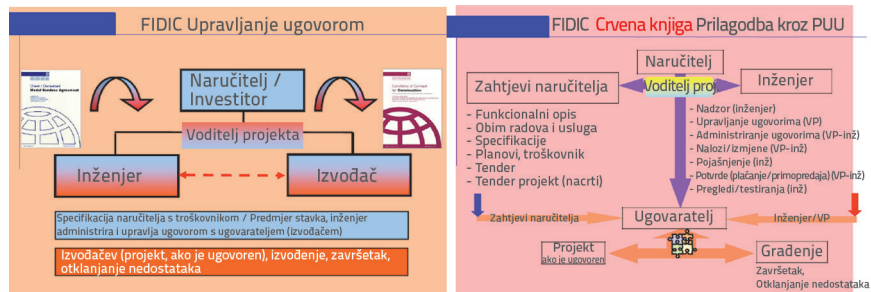 FIDIC Upravljanje ugovorom
Naručitelj /
Investitor
Voditelj projekta
Inženjer
Izvođač
Specifikacija naručitelja s troškovnikom / Predmjer stavka, inženjer
administrira i upravlja ugovorom s ugovarateljem (izvođačem)
Izvođačev (projekt, ako je ugovoren), izvođenje, završetak,
otklanjanje nedostataka
FIDIC Crvena knjiga Prilagodba kroz PUU
Naručitelj
Zahtjevi naručitelja
Voditelj proj.
Inženjer
- Funkcionalni opis
- Obim radova i usluga
- Specifikacije
- Planovi, troškovnik
- Tender
- Tender projekt (nacrti)
- Nadzor (inženjer)
- Upravljanje ugovorima (VP)
- Administriranje ugovorima (VP-inž)
- Nalozi/izmjene (VP-inž)
- Pojašnjenje (inž)
- Potvrde (plaćanje/primopredaja) (VP-inž)
- Pregledi/testiranja (inž)
Zahtjevi naručitelja
Ugovaratelj
Inženjer/VP
Projekt
ako je ugovoren
Građenje
Završetak,
Otklanjanje nedostataka